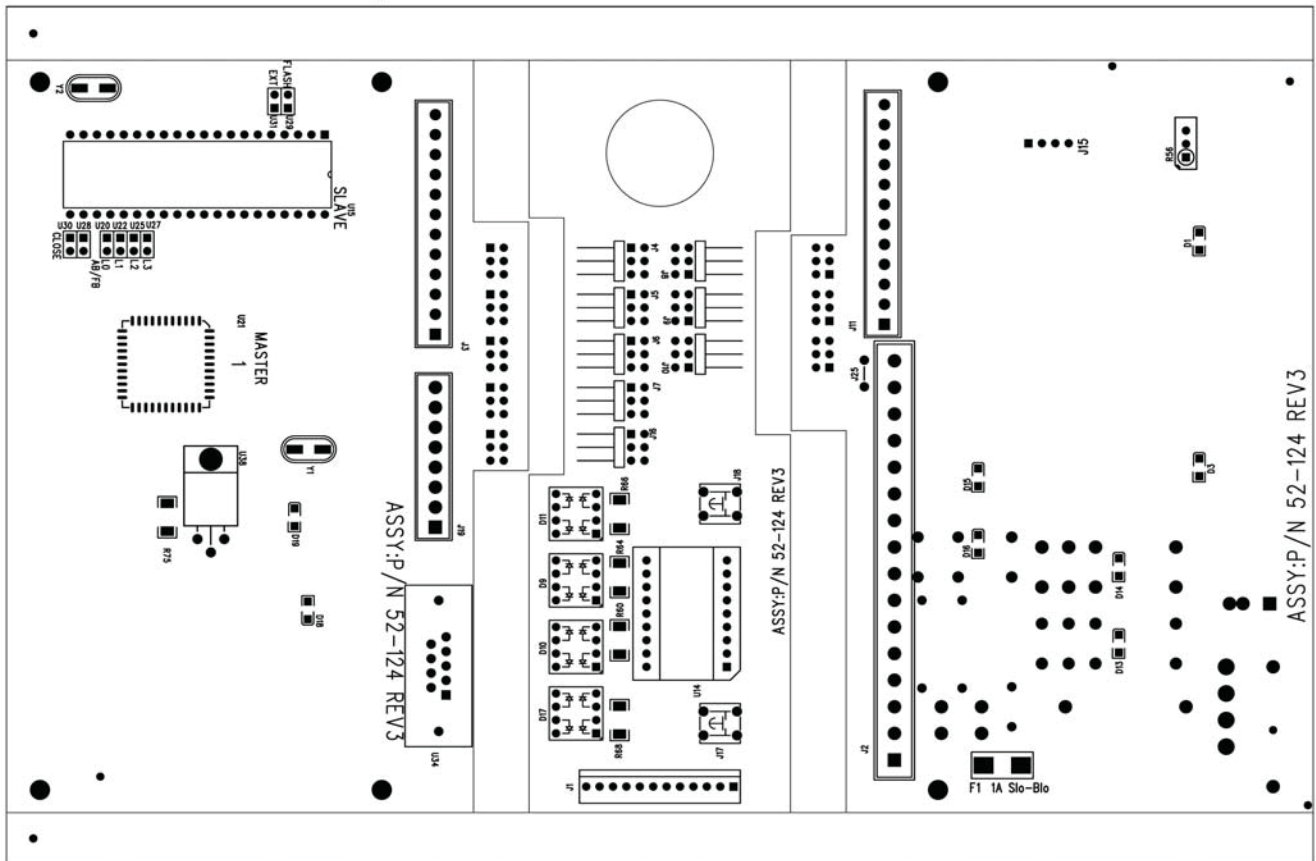 Y2
FLASH
EXT
U31
U29
SLAVE
U15
U30
U28
U20
U22
U25
U27
CLOSE
AB/FB
L0
L1
L2
L3
U21
MASTER
1
U38
Y1
R75
D19
D18
ASSY:P/N 52-124 REV3
J3
J19
U34
J4
J5
J6
J7
J16
J8
J9
J10
J18
R66
D11
R64
D9
R60
D10
D17
R68
U14
J17
J1
ASSY:P/N 52-124 REV3
J11
J25
J2
J15
R56
D1
D3
D15
D16
D14
D13
F1 1A Slo-Blo
ASSY:P/N 52-124 REV3